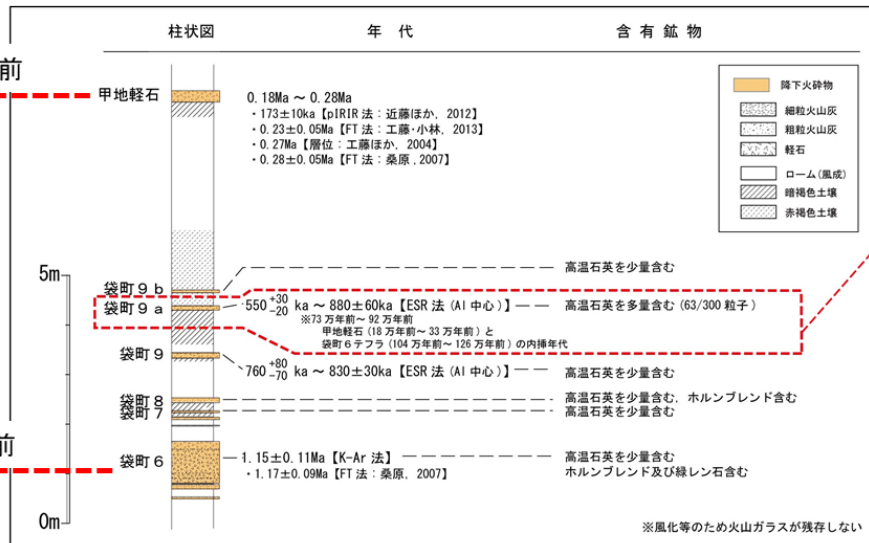 柱状図 年代 含有鉱物
前
甲地軽石
0.18Ma ～ 0.28Ma
・173±10ka【pIRIR 法：近藤ほか, 2012】
・0.23±0.05Ma【FT 法：工藤・小林, 2013】
・0.27Ma【層位：工藤ほか, 2004】
・0.28±0.05Ma【FT 法：桑原, 2007】
降下火砕物
細粒火山灰
粗粒火山灰
軽石
ローム(風成)
暗褐色土壌
赤褐色土壌
5m
袋町９ｂ
高温石英を少量含む
袋町９ａ
550 +30 -20 ka ～ 880±60ka【ESR 法 (Al 中心)】
高温石英を多量含む (63/300 粒子)
※73 万年前～ 92 万年前
甲地軽石 (18 万年前～ 33 万年前) と
袋町６テフラ (104 万年前～ 126 万年前) の内挿年代
袋町９
760 +80 -70 ka ～ 830±30ka【ESR 法 (Al 中心)】
高温石英を少量含む
袋町８
高温石英を少量含む, ホルンブレンド含む
袋町７
高温石英を少量含む
前
袋町６
1.15±0.11Ma【K-Ar 法】
高温石英を少量含む
・1.17±0.09Ma【FT 法：桑原, 2007】
ホルンブレンド及び緑レン石含む
0m
※風化等のため火山ガラスが残存しない